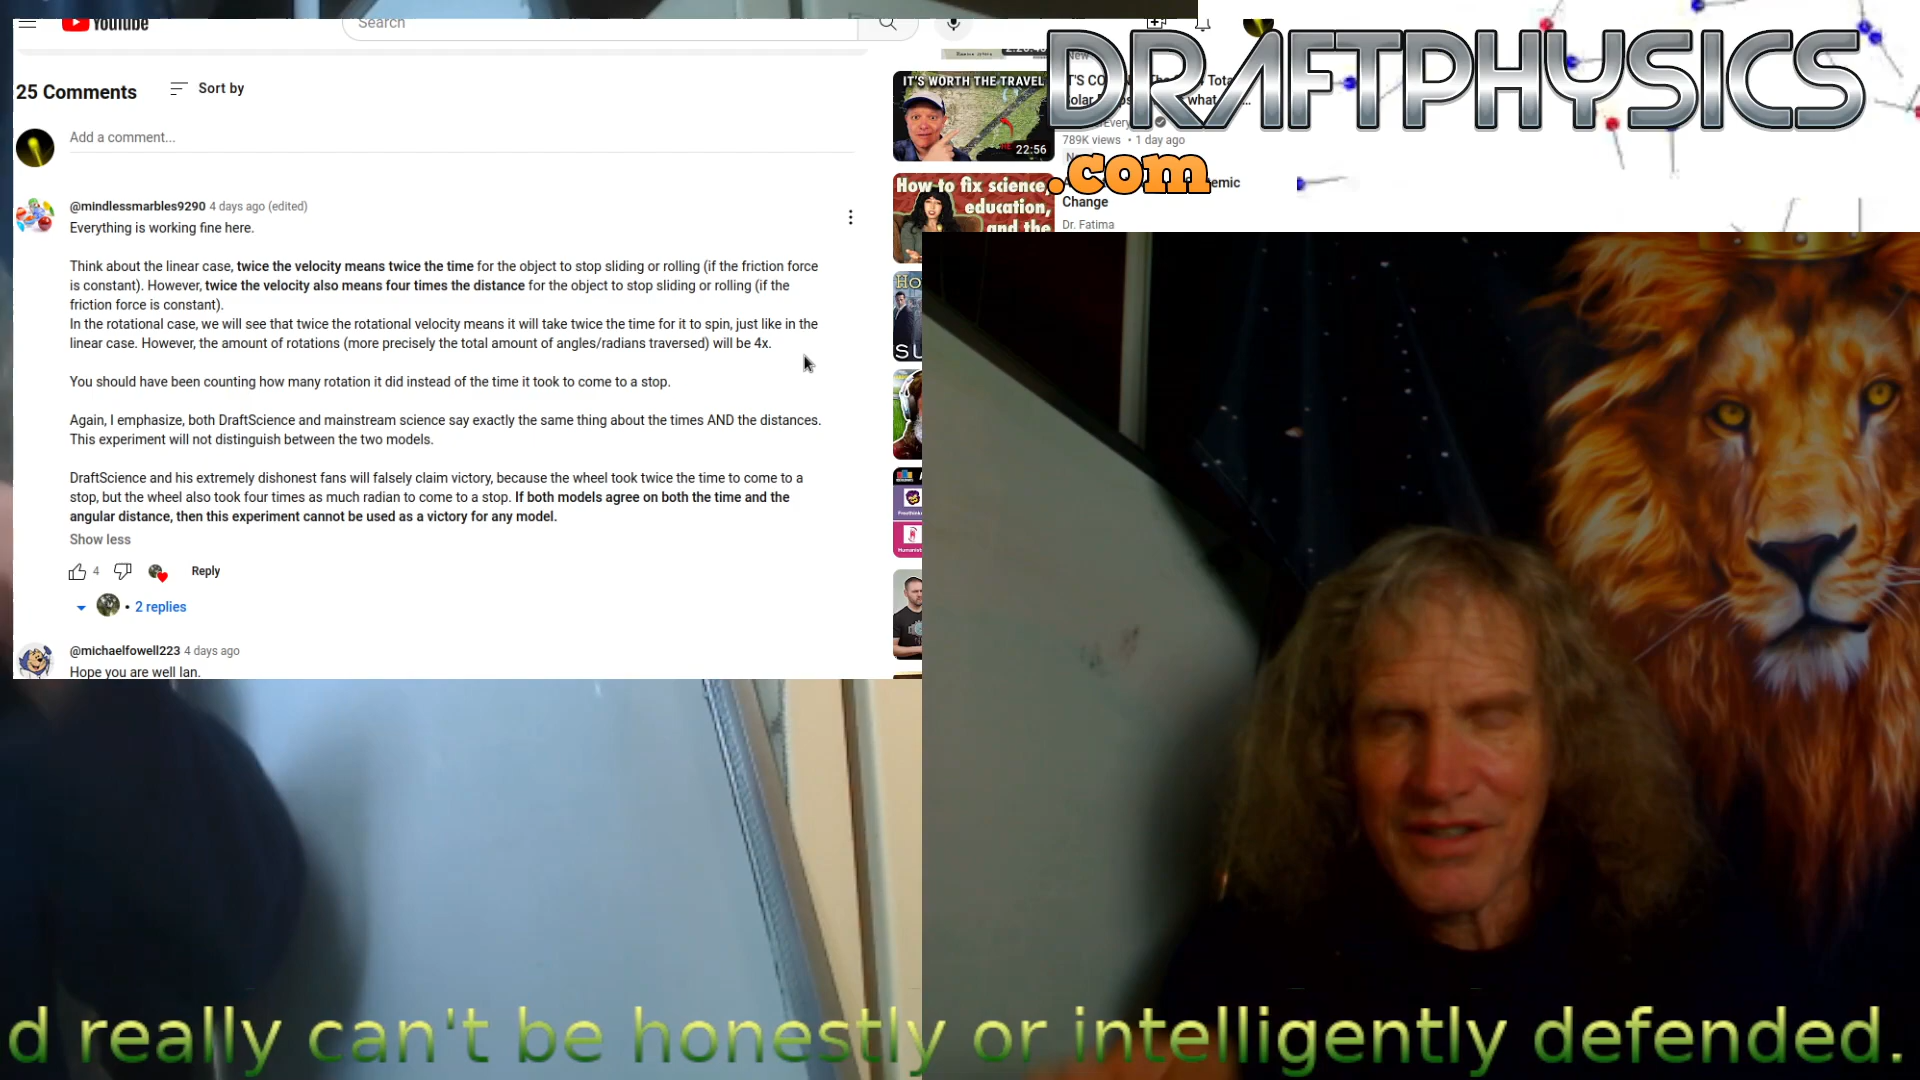 YouTube
Search
25 Comments
Sort by
Add a comment...
@mindlessmarbles9290 4 days ago (edited)
Everything is working fine here.
Think about the linear case, twice the velocity means twice the time for the object to stop sliding or rolling (if the friction force
is constant). However, twice the velocity also means four times the distance for the object to stop sliding or rolling (if the
friction force is constant).
In the rotational case, we will see that twice the rotational velocity means it will take twice the time for it to spin, just like in the
linear case. However, the amount of rotations (more precisely the total amount of angles/radians traversed) will be 4x.
You should have been counting how many rotation it did instead of the time it took to come to a stop.
Again, I emphasize, both DraftScience and mainstream science say exactly the same thing about the times AND the distances.
This experiment will not distinguish between the two models.
DraftScience and his extremely dishonest fans will falsely claim victory, because the wheel took twice the time to come to a
stop, but the wheel also took four times as much radian to come to a stop. If both models agree on both the time and the
angular distance, then this experiment cannot be used as a victory for any model.
Show less
4
Reply
• 2 replies
@michaelfowell223 4 days ago
Hope you are well Ian.
IT'S WORTH THE TRAVEL
22:56
789K views • 1 day ago
How to fix science,
education,
and the
Change
Dr. Fatima
DRAFTPHYSICS
.com
d really can't be honestly or intelligently defended.